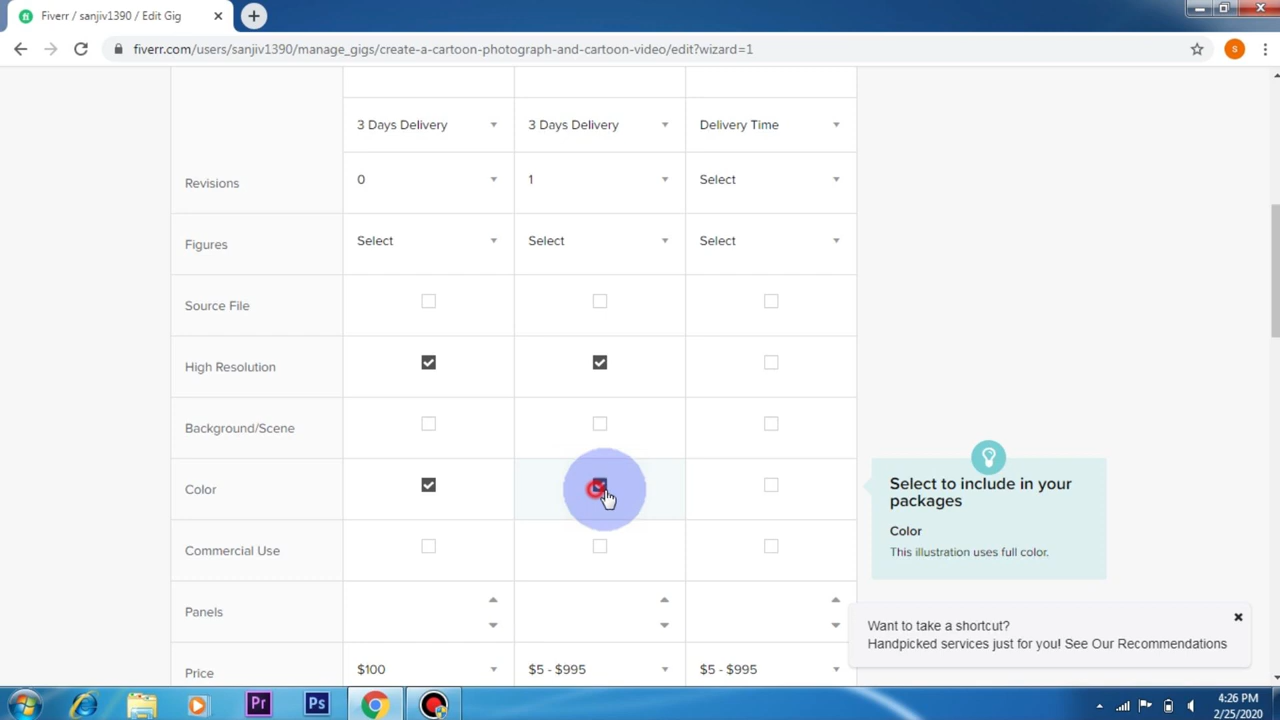 Fiverr / sanjiv1390 / Edit Gig
fiverr.com/users/sanjiv1390/manage_gigs/create-a-cartoon-photograph-and-cartoon-video/edit?wizard=1
s
3 Days Delivery 3 Days Delivery Delivery Time
Revisions 0 1 Select
Figures Select Select Select
Source File
High Resolution
Background/Scene
Color
Commercial Use
Panels
Price $100 $5 - $995 $5 - $995
Select to include in your
packages
Color
This illustration uses full color.
Want to take a shortcut?
Handpicked services just for you! See Our Recommendations
Pr Ps
4:26 PM
2/25/2020